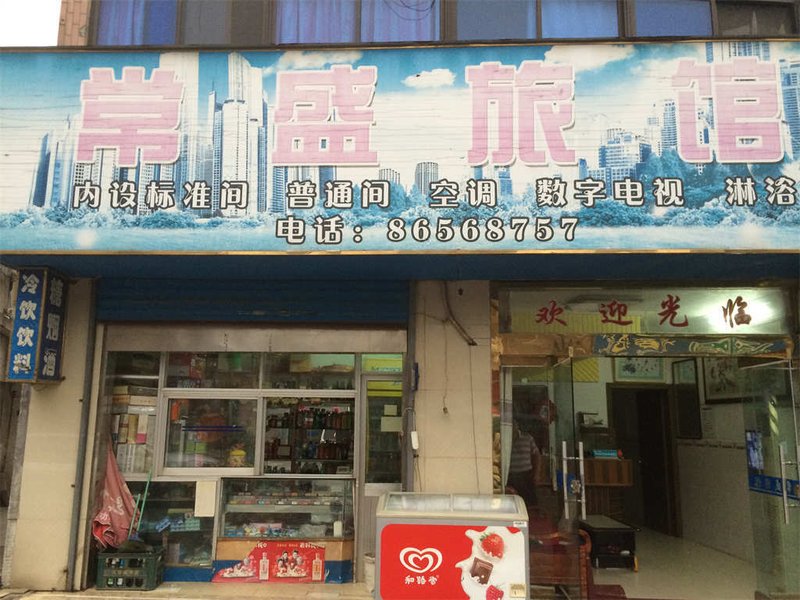 常盛旅馆
内设标准间 普通间 空调 数字电视 淋浴
电话：86568757
冷饮饮料
糖烟酒
欢迎光临
和路雪